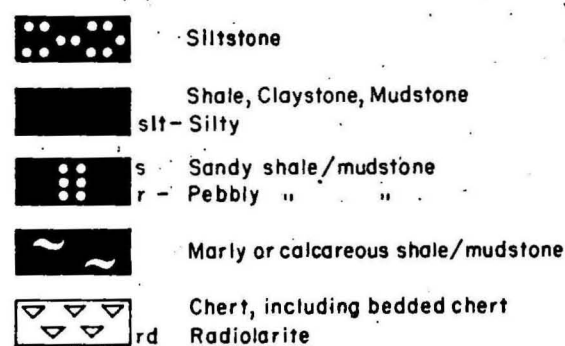 Siltstone
Shale, Claystone, Mudstone
slt- Silty
s Sandy shale/mudstone
r - Pebbly " "
Marly or calcareous shale/mudstone
Chert, including bedded chert
rd Radiolarite